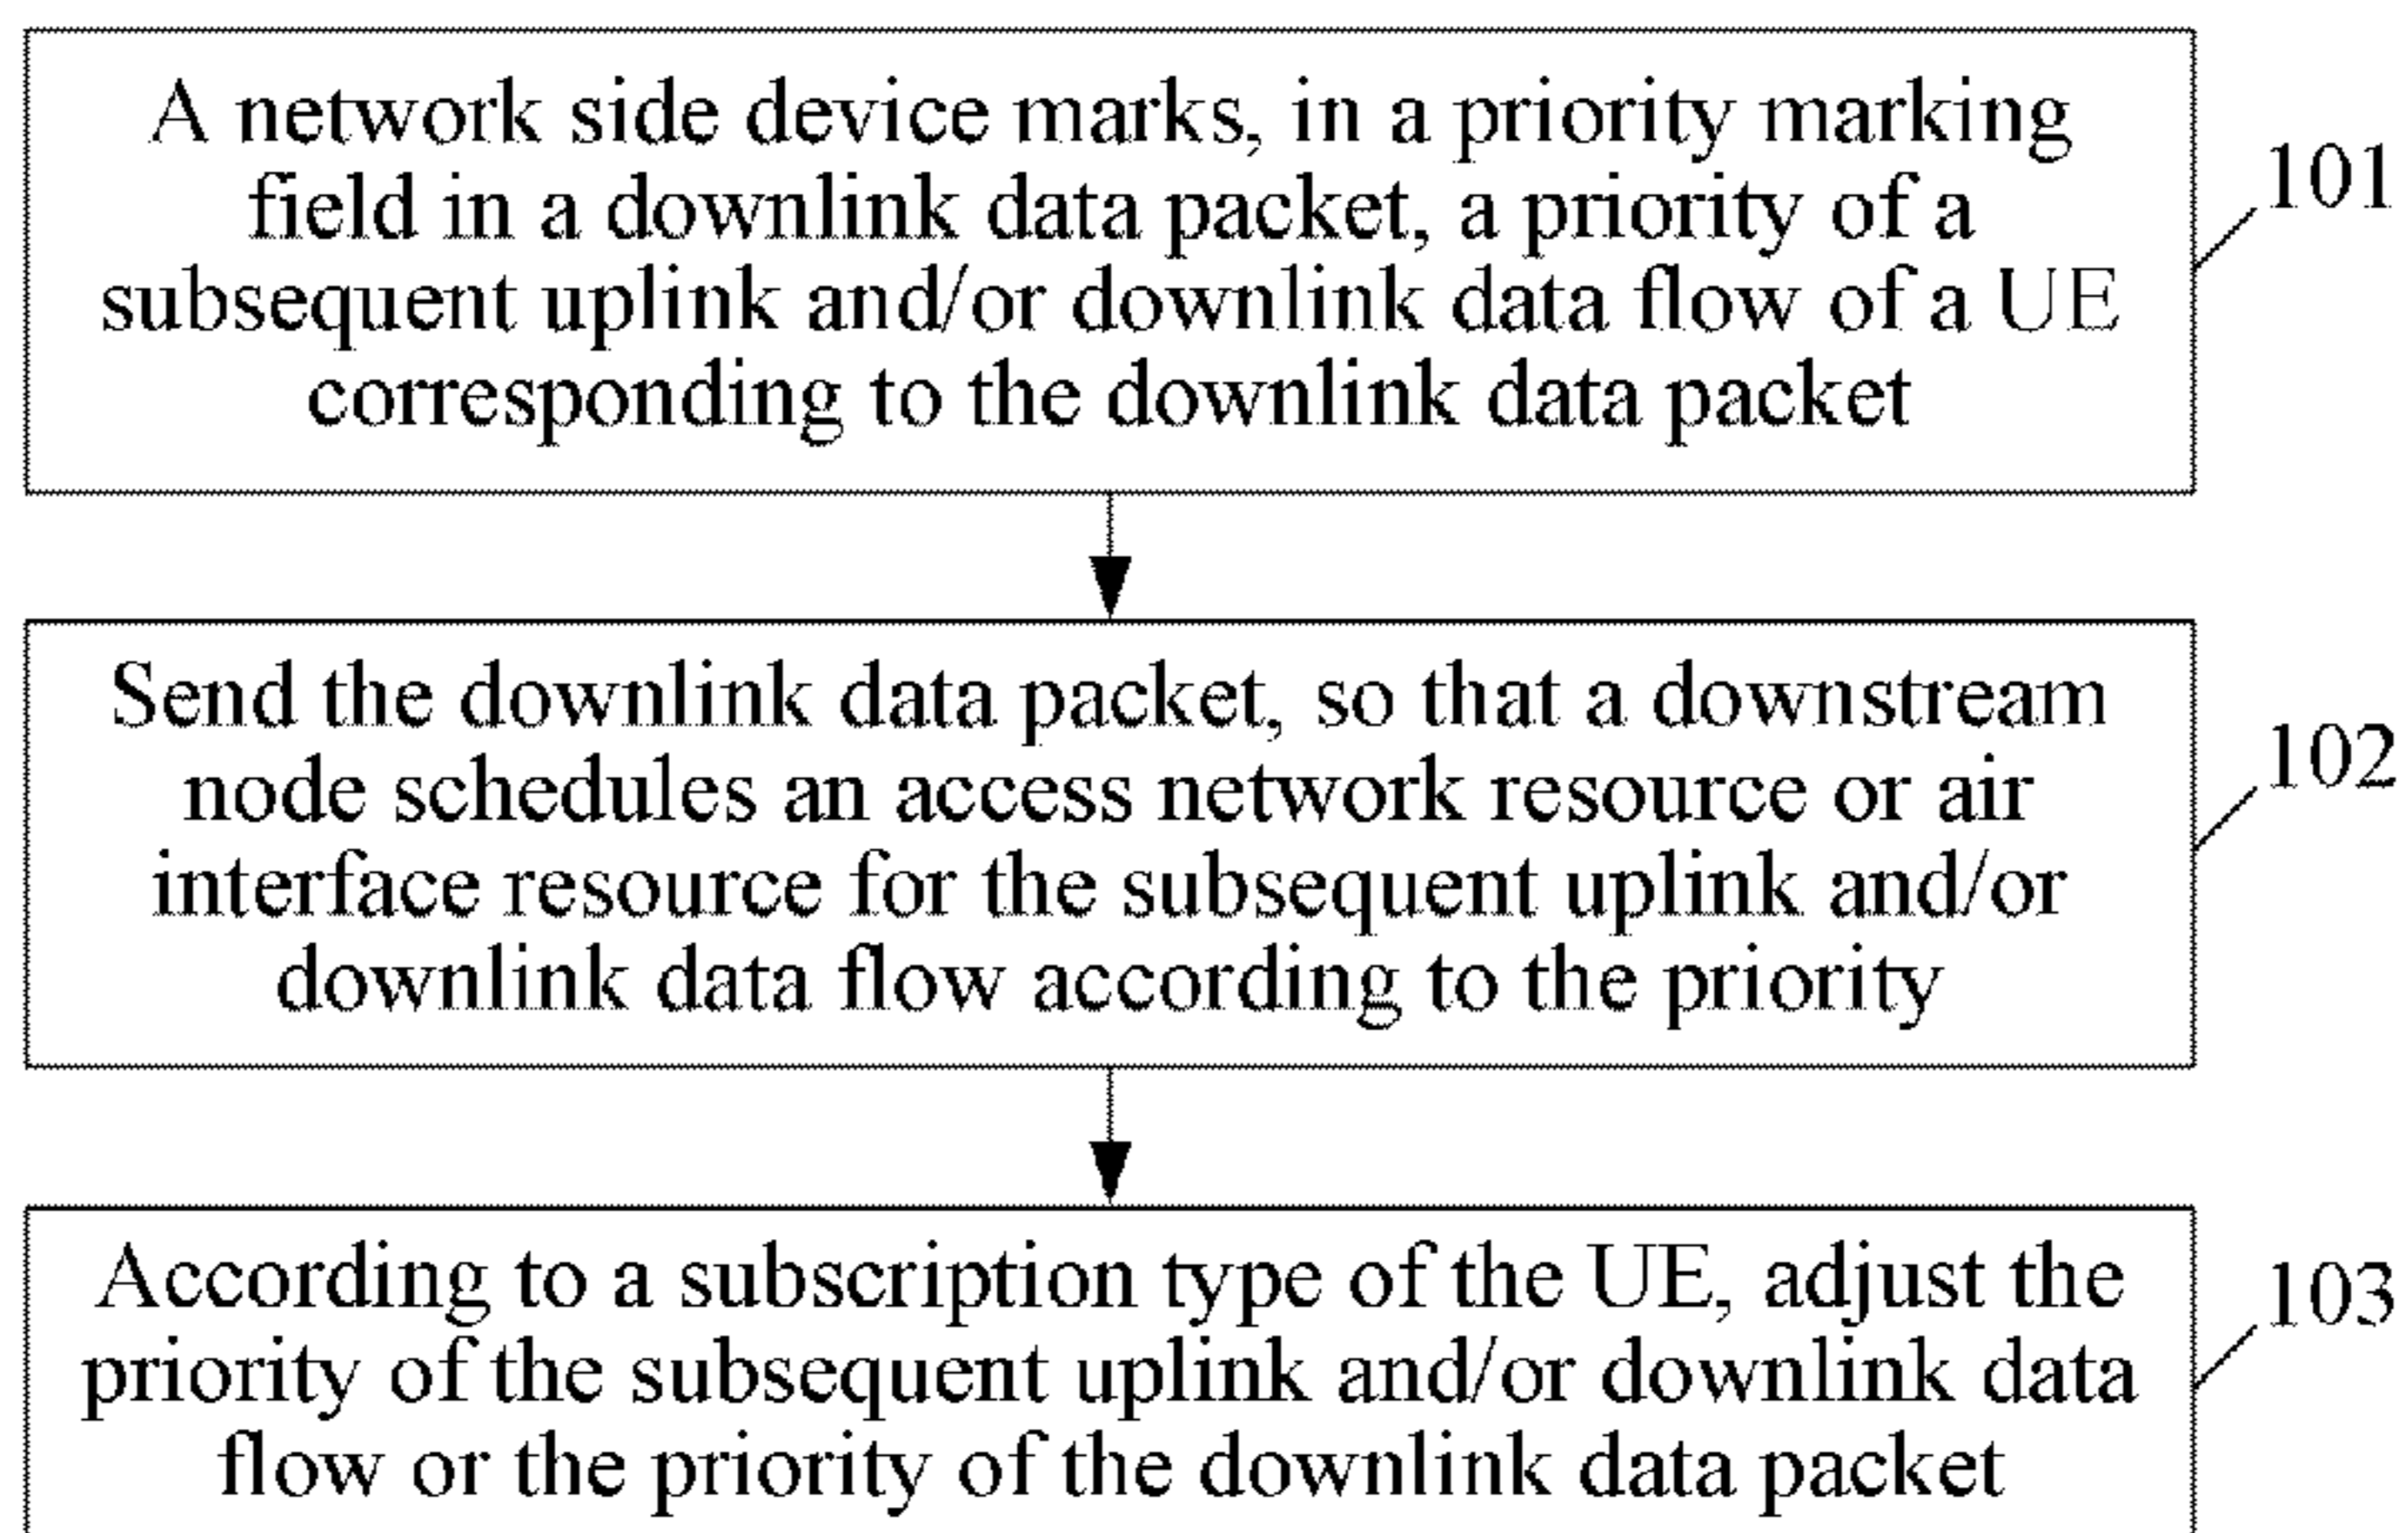 A network side device marks, in a priority marking
field in a downlink data packet, a priority of a
subsequent uplink and/or downlink data flow of a UE
corresponding to the downlink data packet
101
Send the downlink data packet, so that a downstream
node schedules an access network resource or air
interface resource for the subsequent uplink and/or
downlink data flow according to the priority
102
According to a subscription type of the UE, adjust the
priority of the subsequent uplink and/or downlink data
flow or the priority of the downlink data packet
103